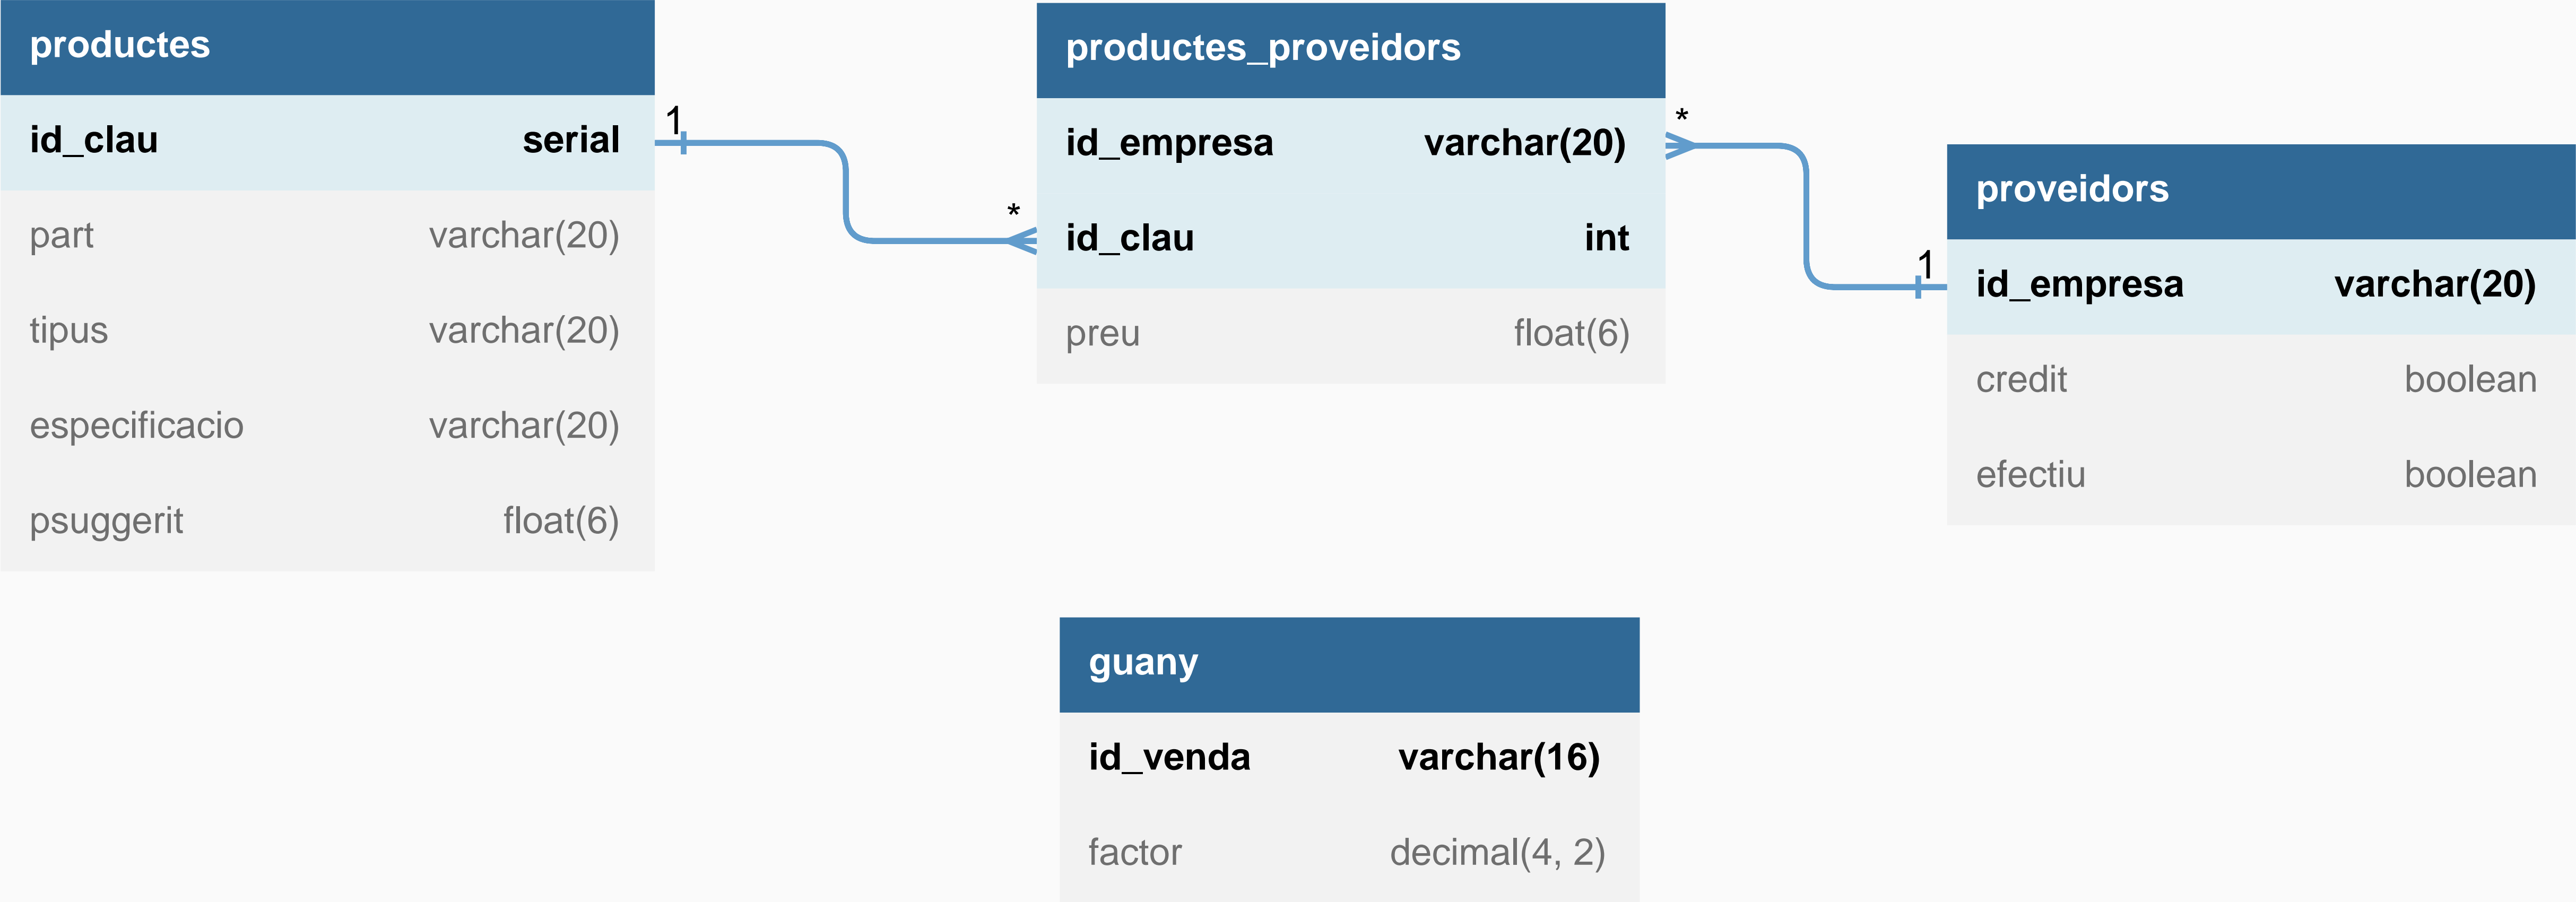 productes
id_clau serial
part varchar(20)
tipus varchar(20)
especificacio varchar(20)
psuggerit float(6)
1
*
productes_proveidors
id_empresa varchar(20)
id_clau int
preu float(6)
*
1
proveidors
id_empresa varchar(20)
credit boolean
efectiu boolean
guany
id_venda varchar(16)
factor decimal(4, 2)